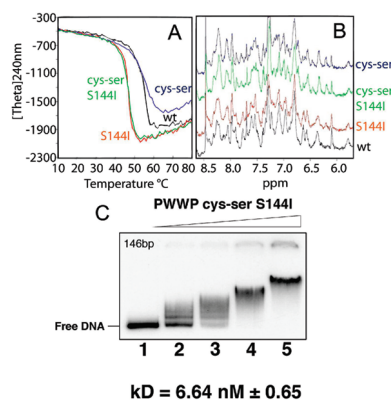 A
[Theta]240nm
-300
-700
-1100
-1500
-1900
-2300
cys-ser
cys-ser
S144I
wt
S144I
10 20 30 40 50 60 70 80
Temperature °C
B
cys-ser
cys-ser
S144I
S144I
wt
8.5 8.0 7.5 7.0 6.5 6.0
ppm
C
PWWP cys-ser S144I
146bp
Free DNA
1 2 3 4 5
kD = 6.64 nM ± 0.65